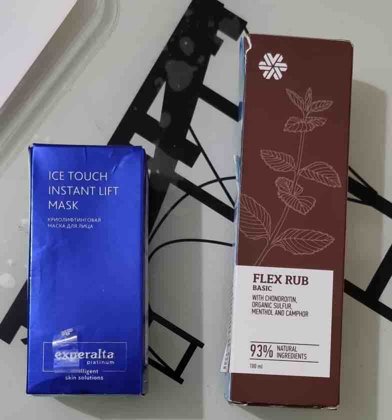 ICE TOUCH
INSTANT LIFT
MASK
КРИОЛИФТИНГОВАЯ
МАСКА ДЛЯ ЛИЦА
experalta
platinum
intelligent
skin solutions
FLEX RUB
BASIC
WITH CHONDROITIN,
ORGANIC SULFUR,
MENTHOL AND CAMPHOR
93% NATURAL
INGREDIENTS
100 ml